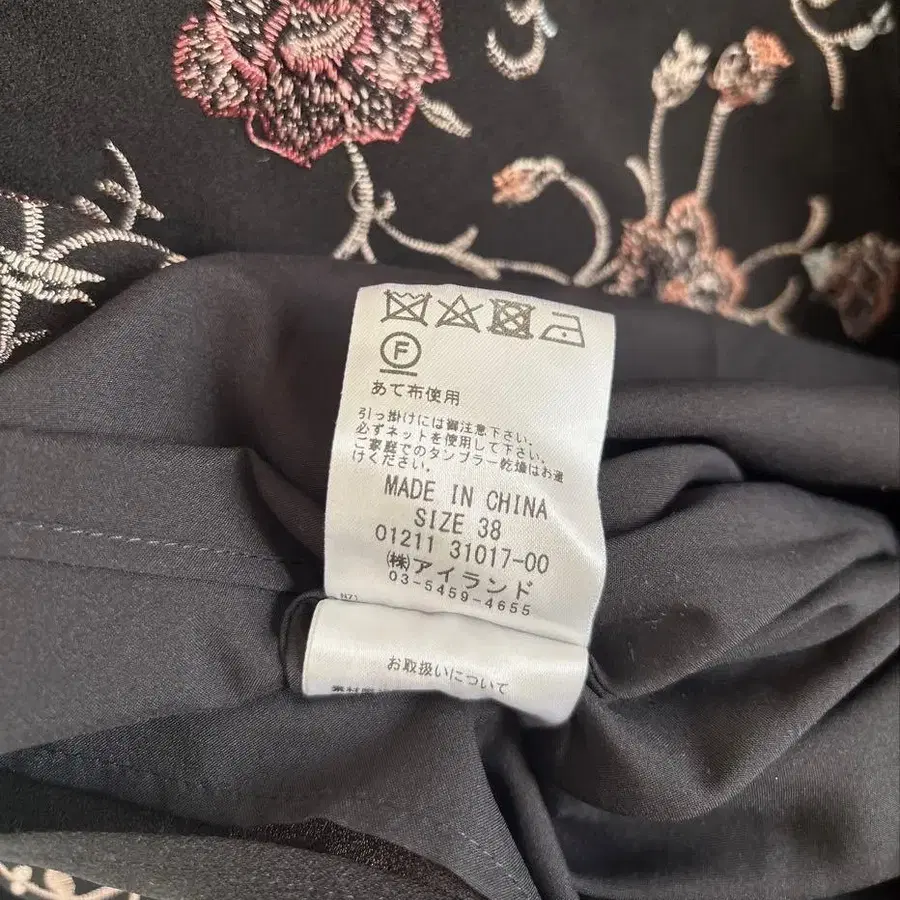 F
あて布使用
引っ掛けには御注意下さい.
必ずネットを使用して下さい.
ご家庭でのタンブラー乾燥はお避
けください.
MADE IN CHINA
SIZE 38
01211 31017-00
(株)アイランド
03-5459-4655
NZ1
お取扱いについて